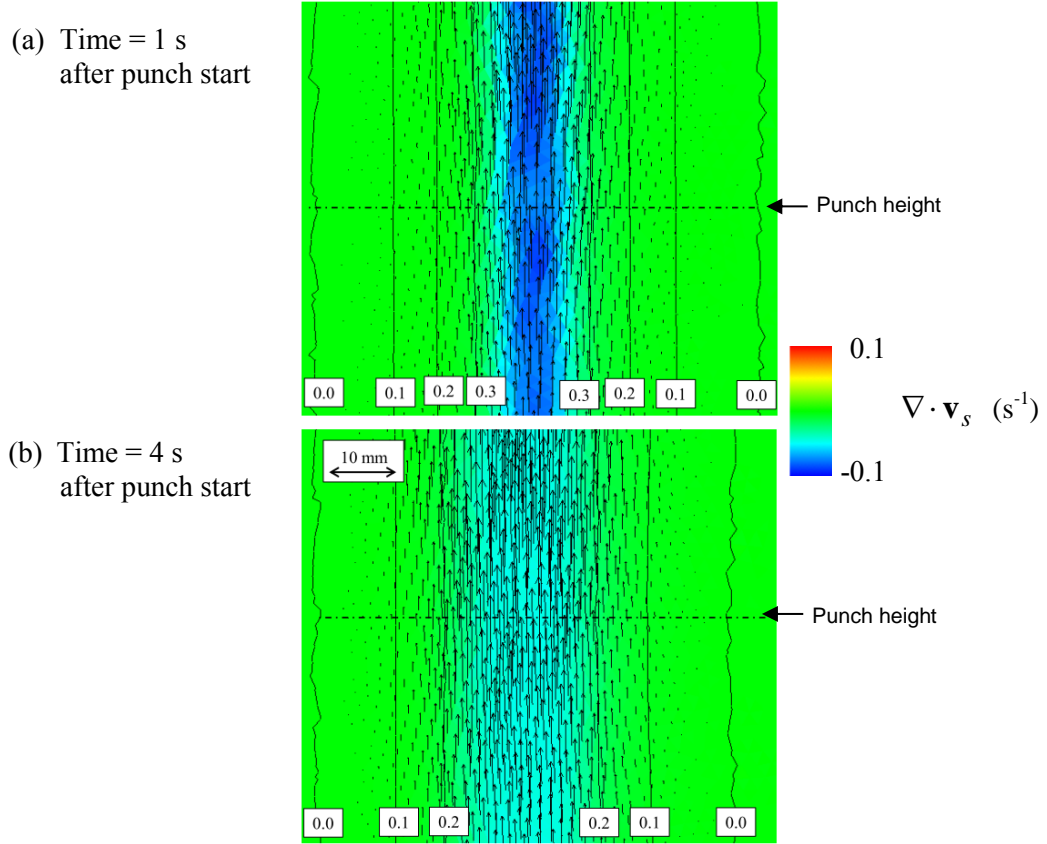 (a) Time = 1 s
after punch start
Punch height
0.0 0.1 0.2 0.3 0.3 0.2 0.1 0.0
0.1
∇ · v_s (s⁻¹)
-0.1
(b) Time = 4 s
after punch start
10 mm
Punch height
0.0 0.1 0.2 0.2 0.1 0.0